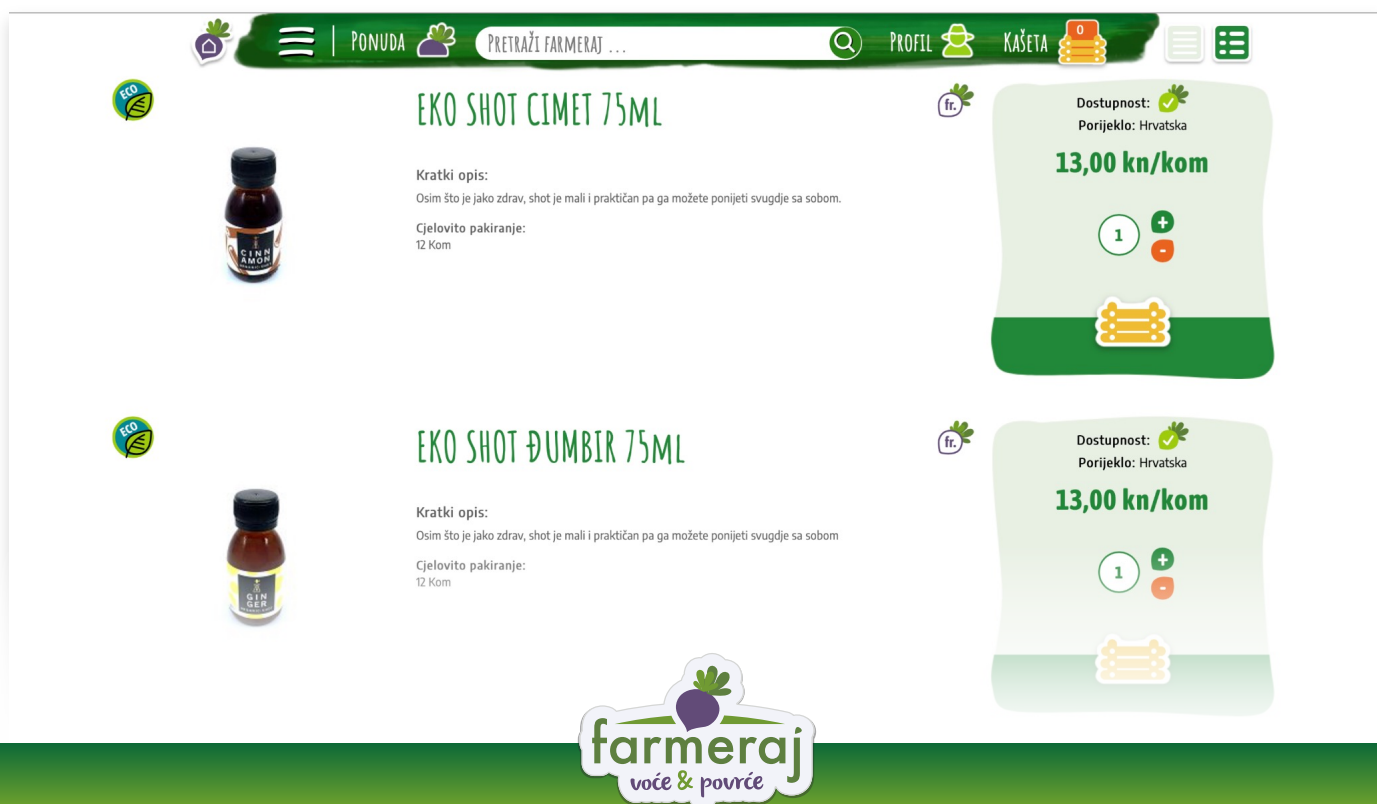 PONUDA
PRETRAŽI FARMERAJ ...
PROFIL
KAŠETA
0
ECO
EKO SHOT CIMET 75ML
fr.
Dostupnost:
Porijeklo: Hrvatska
13,00 kn/kom
Kratki opis:
Osim što je jako zdrav, shot je mali i praktičan pa ga možete ponijeti svugdje sa sobom.
Cjelovito pakiranje:
12 Kom
1
+
-
CINN
AMON
ECO
EKO SHOT ĐUMBIR 75ML
fr.
Dostupnost:
Porijeklo: Hrvatska
13,00 kn/kom
Kratki opis:
Osim što je jako zdrav, shot je mali i praktičan pa ga možete ponijeti svugdje sa sobom
Cjelovito pakiranje:
12 Kom
1
+
-
GIN
GER
farmeraj
voće & povrće